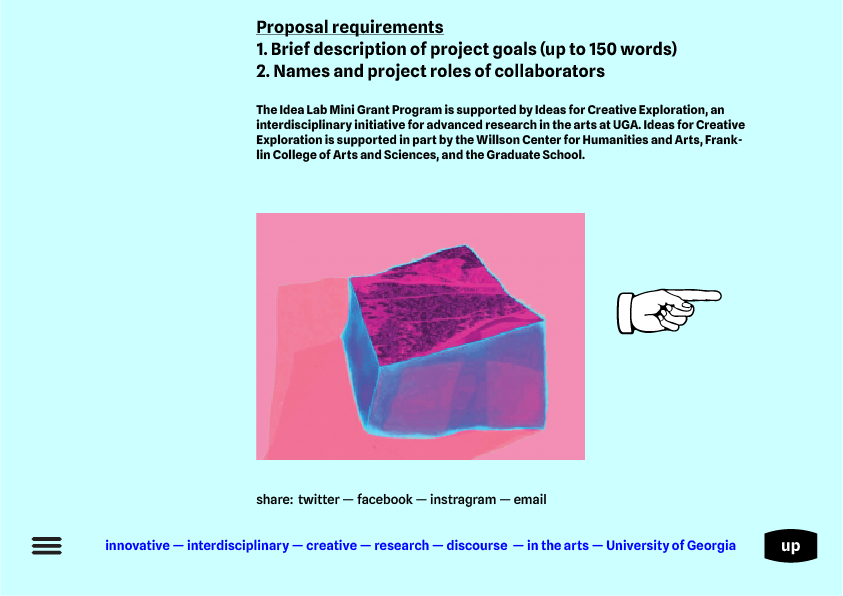 Proposal requirements
1. Brief description of project goals (up to 150 words)
2. Names and project roles of collaborators
The Idea Lab Mini Grant Program is supported by Ideas for Creative Exploration, an
interdisciplinary initiative for advanced research in the arts at UGA. Ideas for Creative
Exploration is supported in part by the Willson Center for Humanities and Arts, Frank-
lin College of Arts and Sciences, and the Graduate School.
share: twitter — facebook — instragram — email
innovative — interdisciplinary — creative — research — discourse — in the arts — University of Georgia
up